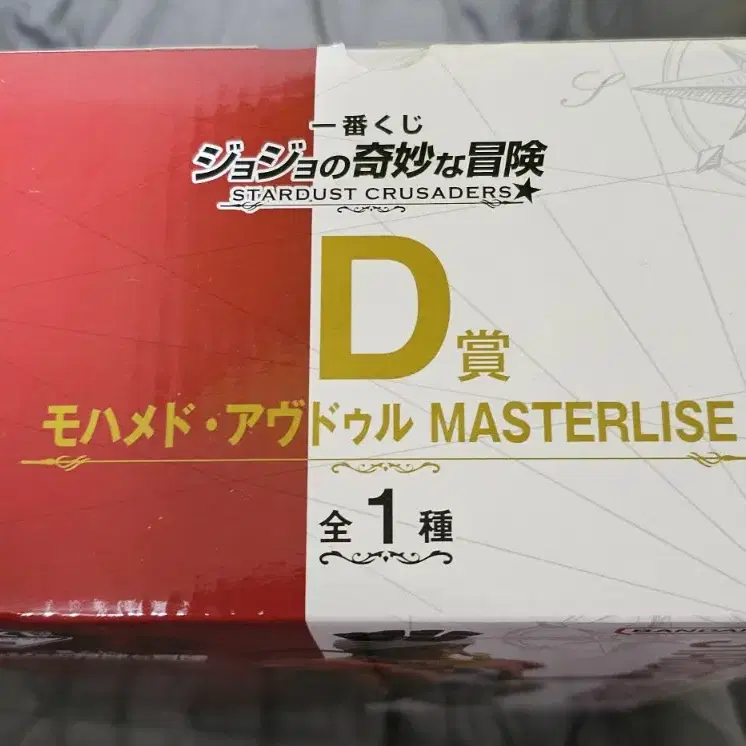 一番くじ
ジョジョの奇妙な冒険
STARDUST CRUSADERS★
D賞
モハメド・アヴドゥル MASTERLISE
全1種